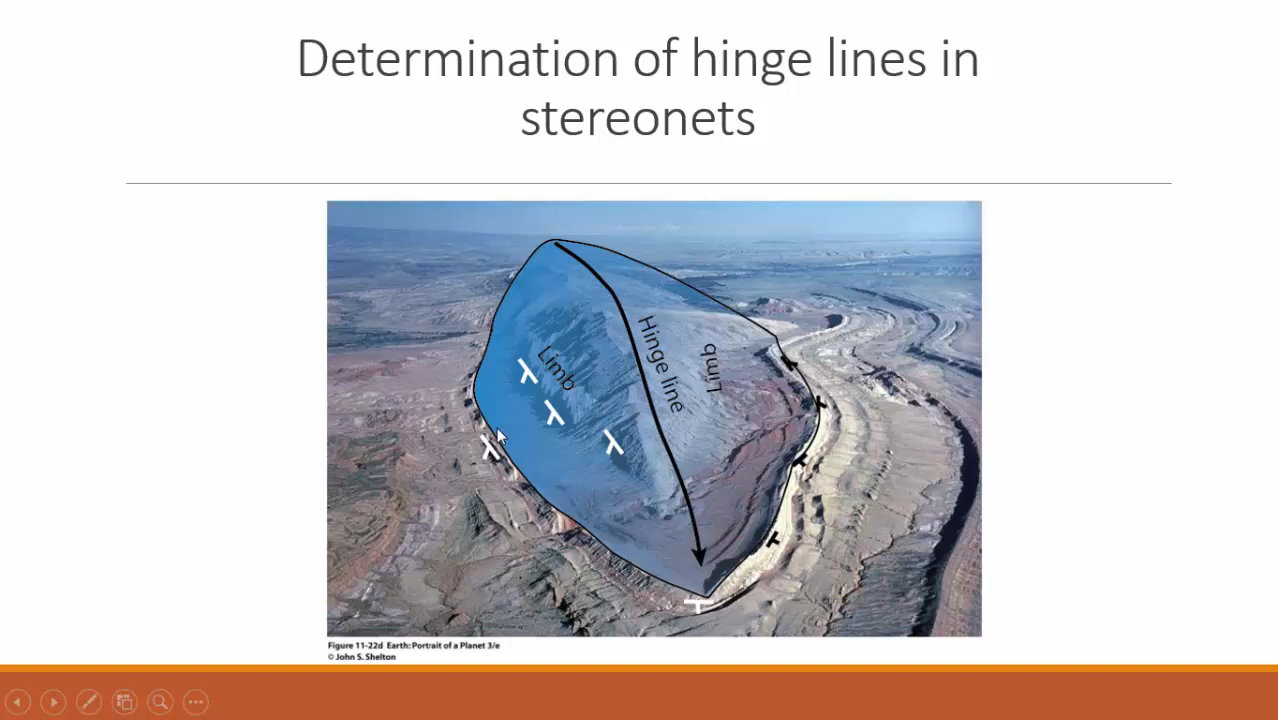 Determination of hinge lines in
stereonets
Limb
Hinge line
Limb
Figure 11-22d Earth: Portrait of a Planet 3/e
© John S. Shelton